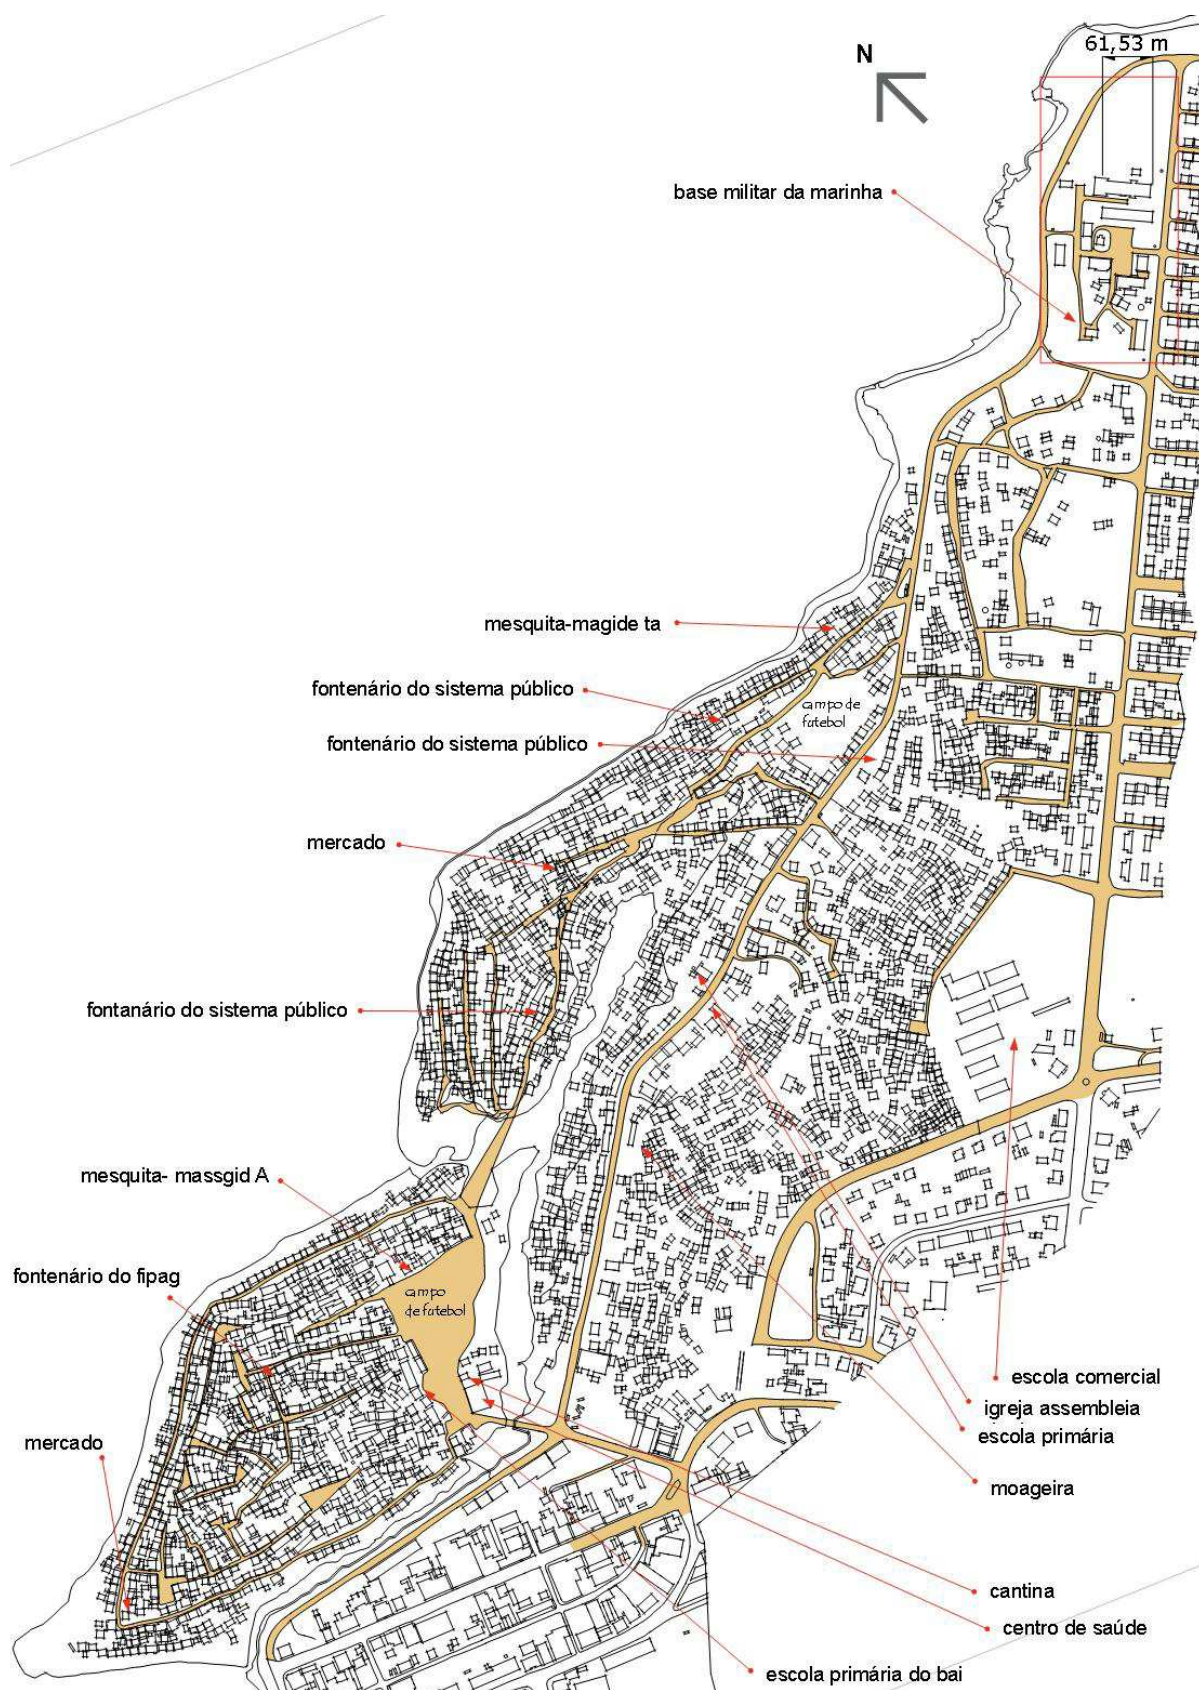 61,53 m
N
base militar da marinha
mesquita-magide ta
fontenário do sistema público
campo de
futebol
fontenário do sistema público
mercado
fontanário do sistema público
mesquita- massgid A
fontenário do fipag
campo
de futebol
escola comercial
igreja assembleia
mercado
escola primária
moageira
cantina
centro de saúde
escola primária do bai